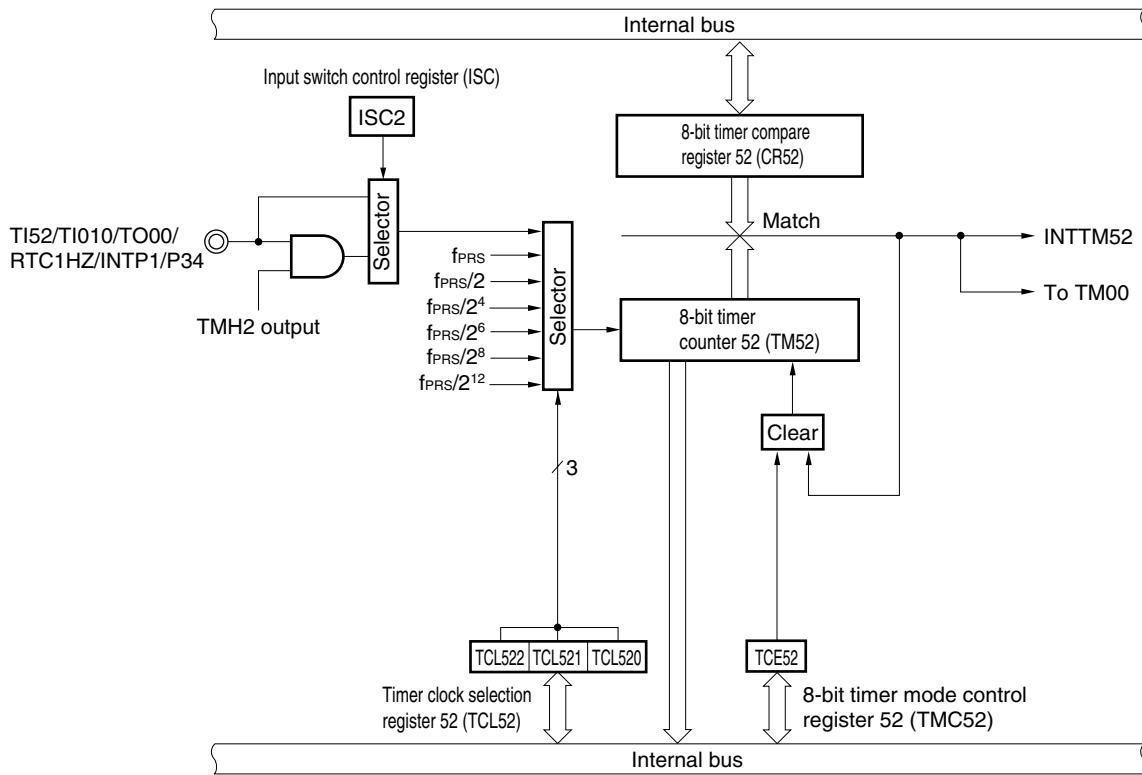 Internal bus
Input switch control register (ISC)
ISC2
8-bit timer compare
register 52 (CR52)
Selector
TI52/TI010/TO00/
RTC1HZ/INTP1/P34
TMH2 output
Match
INTTM52
To TM00
fPRS
fPRS/2
fPRS/2⁴
fPRS/2⁶
fPRS/2⁸
fPRS/2¹²
Selector
8-bit timer
counter 52 (TM52)
Clear
3
TCL522 TCL521 TCL520
Timer clock selection
register 52 (TCL52)
TCE52
8-bit timer mode control
register 52 (TMC52)
Internal bus